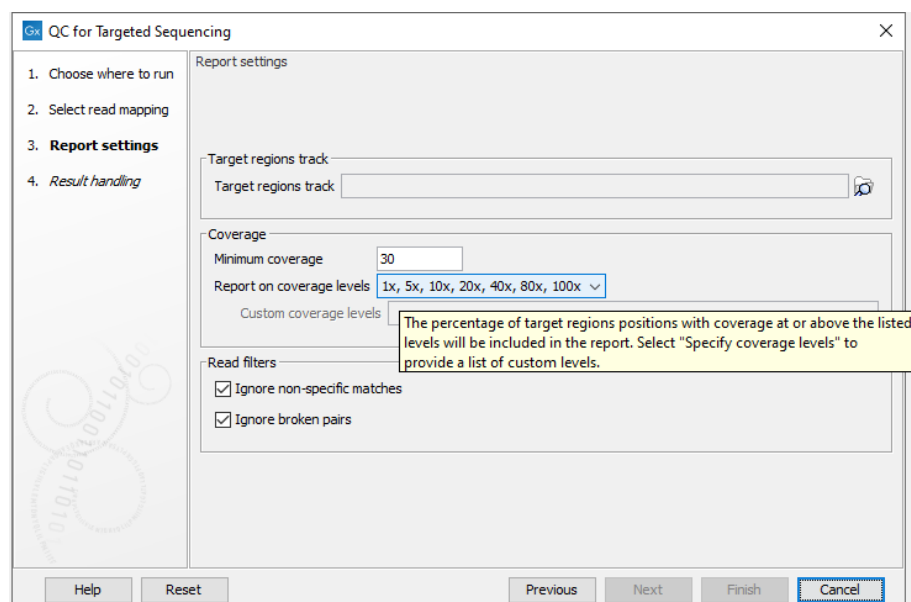 Gx QC for Targeted Sequencing
1. Choose where to run
2. Select read mapping
3. Report settings
4. Result handling
Report settings
Target regions track
Target regions track
Coverage
Minimum coverage 30
Report on coverage levels 1x, 5x, 10x, 20x, 40x, 80x, 100x
Custom coverage levels
The percentage of target regions positions with coverage at or above the listed
levels will be included in the report. Select "Specify coverage levels" to
provide a list of custom levels.
Read filters
Ignore non-specific matches
Ignore broken pairs
Help Reset Previous Next Finish Cancel